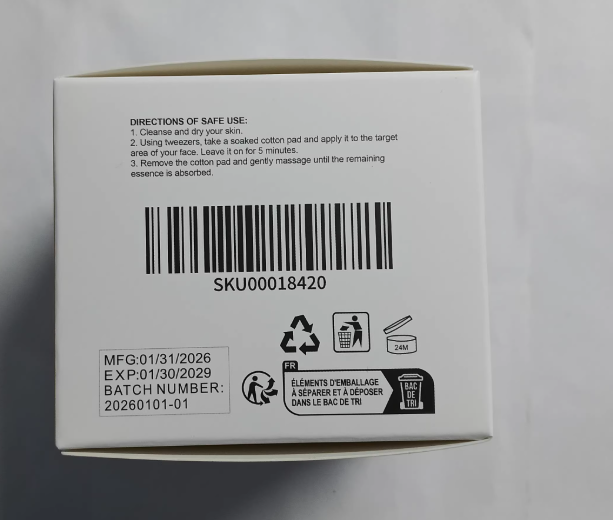 DIRECTIONS OF SAFE USE:
1. Cleanse and dry your skin.
2. Using tweezers, take a soaked cotton pad and apply it to the target
area of your face. Leave it on for 5 minutes.
3. Remove the cotton pad and gently massage until the remaining
essence is absorbed.
SKU00018420
24M
MFG:01/31/2026
EXP:01/30/2029
BATCH NUMBER:
20260101-01
FR
ÉLÉMENTS D'EMBALLAGE
À SÉPARER ET À DÉPOSER
DANS LE BAC DE TRI
BAC
DE
TRI